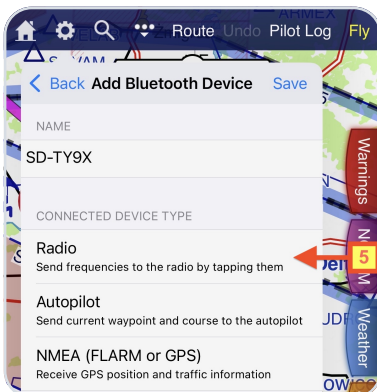 Route Undo Pilot Log Fly
Back Add Bluetooth Device Save
NAME
SD-TY9X
CONNECTED DEVICE TYPE
Radio
Send frequencies to the radio by tapping them
Autopilot
Send current waypoint and course to the autopilot
NMEA (FLARM or GPS)
Receive GPS position and traffic information
Warnings
5
Weather